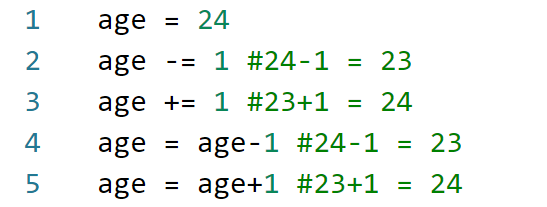 1 age = 24
2 age -= 1 #24-1 = 23
3 age += 1 #23+1 = 24
4 age = age-1 #24-1 = 23
5 age = age+1 #23+1 = 24